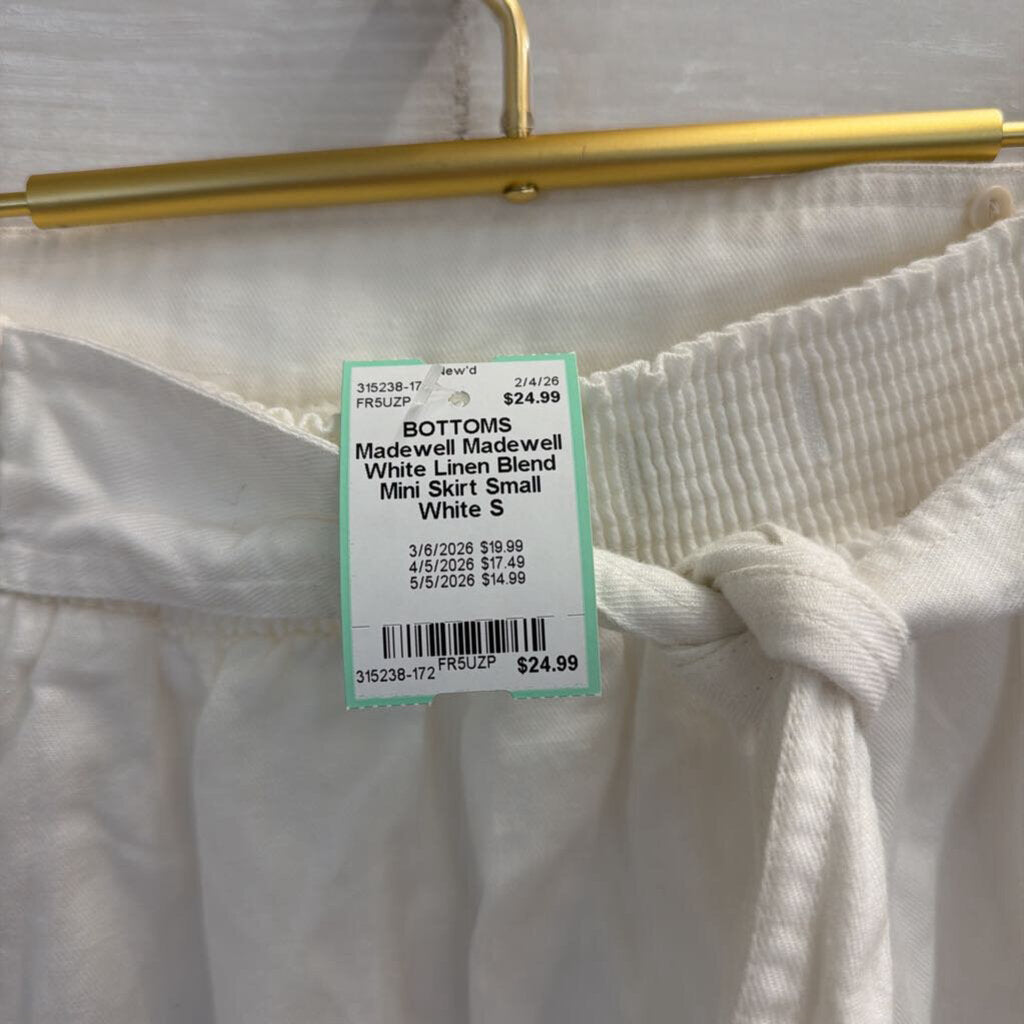 New'd
315238-17 2/4/26
FR5UZP $24.99
BOTTOMS
Madewell Madewell
White Linen Blend
Mini Skirt Small
White S
3/6/2026 $19.99
4/5/2026 $17.49
5/5/2026 $14.99
315238-172 FR5UZP $24.99